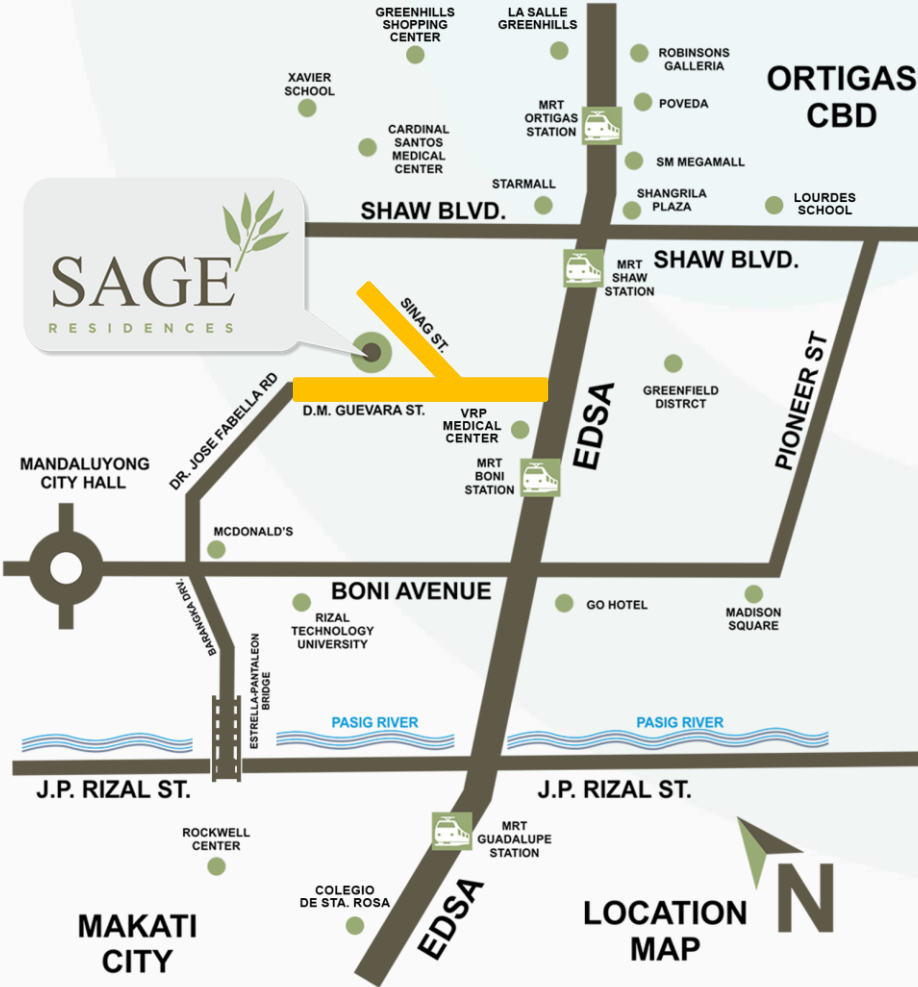 GREENHILLS
SHOPPING
CENTER
LA SALLE
GREENHILLS
ROBINSONS
GALLERIA
ORTIGAS
CBD
XAVIER
SCHOOL
MRT
ORTIGAS
STATION
POVEDA
CARDINAL
SANTOS
MEDICAL
CENTER
SM MEGAMALL
STARMALL
SHANGRILA
PLAZA
LOURDES
SCHOOL
SHAW BLVD.
SHAW BLVD.
MRT
SHAW
STATION
SAGE
RESIDENCES
SINAG ST.
D.M. GUEVARA ST.
DR. JOSE FABELLA RD
VRP
MEDICAL
CENTER
EDSA
GREENFIELD
DISTRCT
PIONEER ST
MANDALUYONG
CITY HALL
MRT
BONI
STATION
MCDONALD'S
BONI AVENUE
BARANGKA DRV.
RIZAL
TECHNOLOGY
UNIVERSITY
GO HOTEL
MADISON
SQUARE
ESTRELLA-PANTALEON
BRIDGE
PASIG RIVER
PASIG RIVER
J.P. RIZAL ST.
J.P. RIZAL ST.
ROCKWELL
CENTER
MRT
GUADALUPE
STATION
COLEGIO
DE STA. ROSA
EDSA
MAKATI
CITY
LOCATION
MAP
N